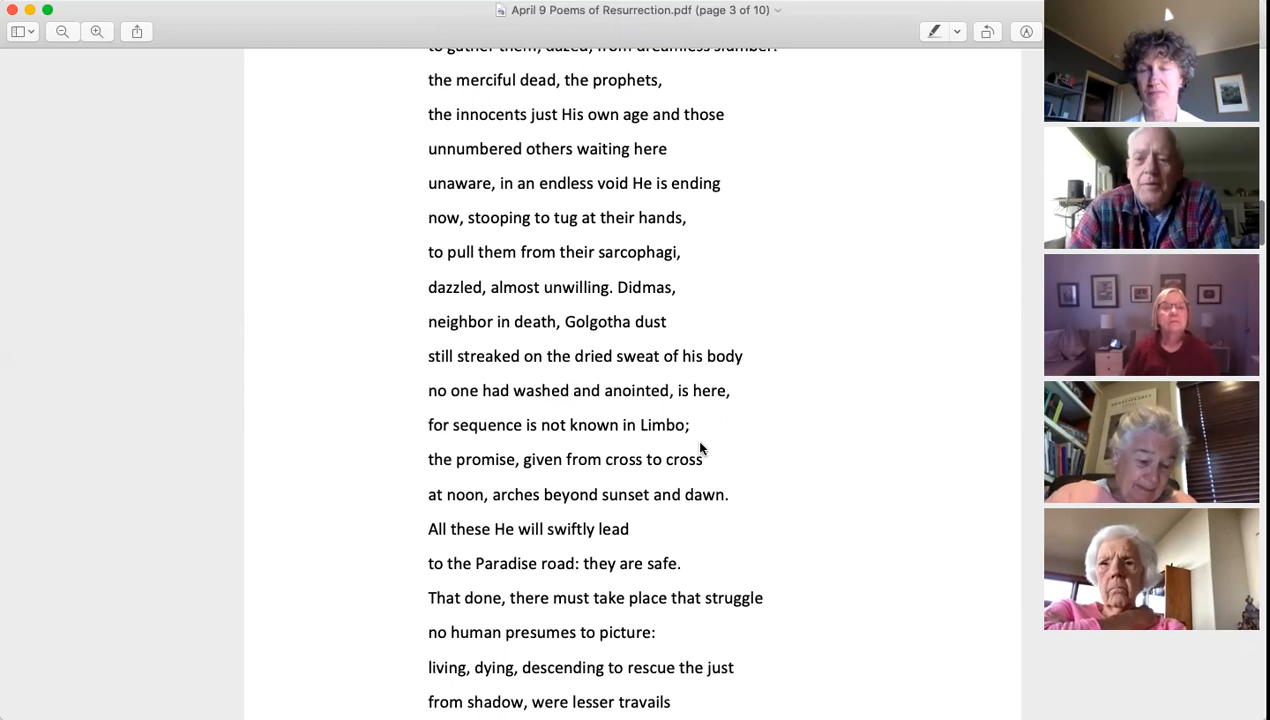 April 9 Poems of Resurrection.pdf (page 3 of 10)
to gather them, dazed, from dreamless slumber:
the merciful dead, the prophets,
the innocents just His own age and those
unnumbered others waiting here
unaware, in an endless void He is ending
now, stooping to tug at their hands,
to pull them from their sarcophagi,
dazzled, almost unwilling. Didmas,
neighbor in death, Golgotha dust
still streaked on the dried sweat of his body
no one had washed and anointed, is here,
for sequence is not known in Limbo;
the promise, given from cross to cross
at noon, arches beyond sunset and dawn.
All these He will swiftly lead
to the Paradise road: they are safe.
That done, there must take place that struggle
no human presumes to picture:
living, dying, descending to rescue the just
from shadow, were lesser travails